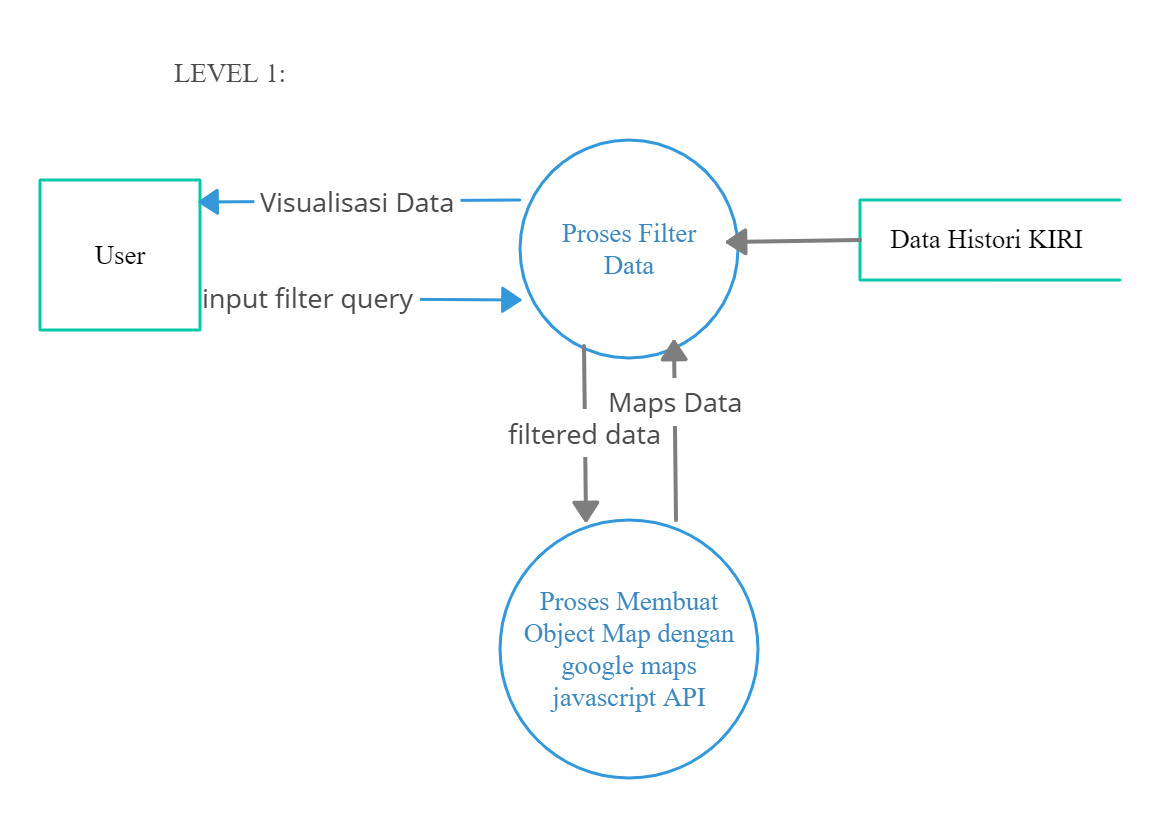 LEVEL 1:
Visualisasi Data
User
input filter query
Proses Filter
Data
Data Histori KIRI
Maps Data
filtered data
Proses Membuat
Object Map dengan
google maps
javascript API